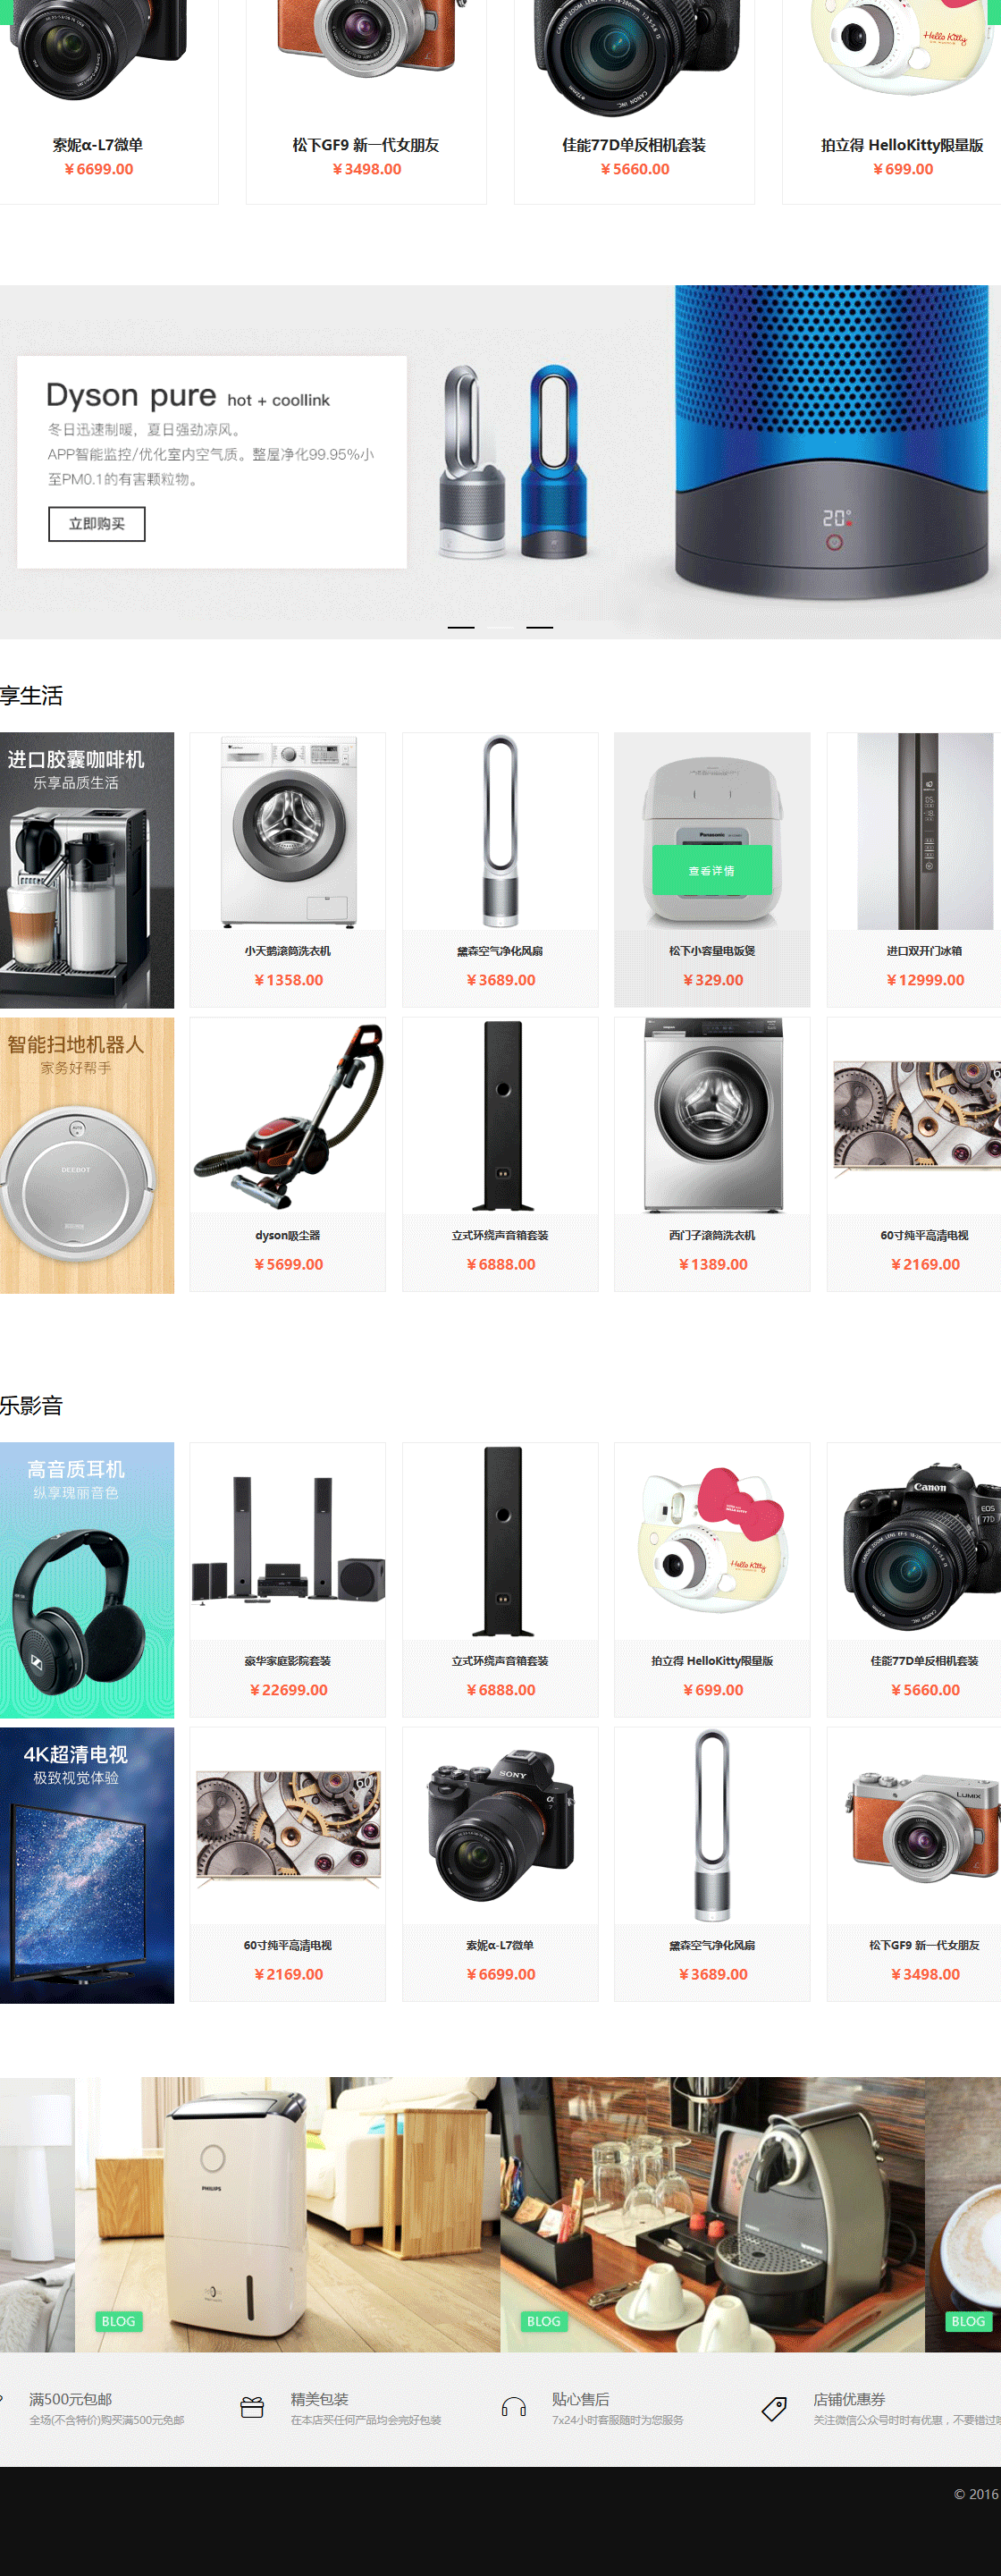 索妮α-L7微单
松下GF9 新一代女朋友
佳能77D单反相机套装
拍立得 HelloKitty限量版
￥6699.00
￥3498.00
￥5660.00
￥699.00
Dyson pure hot + coollink
冬日迅速制暖，夏日强劲凉风。
APP智能监控/优化室内空气质。整屋净化99.95%小
至PM0.1的有害颗粒物。
立即购买
20°
享生活
进口胶囊咖啡机
乐享品质生活
Panasonic
查看详情
小天鹅滚筒洗衣机
黛森空气净化风扇
松下小容量电饭煲
进口双开门冰箱
￥1358.00
￥3689.00
￥329.00
￥12999.00
智能扫地机器人
家务好帮手
DEEBOT
dyson吸尘器
立式环绕声音箱套装
西门子滚筒洗衣机
60寸纯平高清电视
￥5699.00
￥6888.00
￥1389.00
￥2169.00
乐影音
高音质耳机
纵享瑰丽音色
Hello Kitty
Canon
EOS
77D
豪华家庭影院套装
立式环绕声音箱套装
拍立得 HelloKitty限量版
佳能77D单反相机套装
￥22699.00
￥6888.00
￥699.00
￥5660.00
4K超清电视
极致视觉体验
60
SONY
α
7
LUMIX
60寸纯平高清电视
索妮α-L7微单
黛森空气净化风扇
松下GF9 新一代女朋友
￥2169.00
￥6699.00
￥3689.00
￥3498.00
PHILIPS
BLOG
BLOG
BLOG
满500元包邮
全场(不含特价)购买满500元免邮
精美包装
在本店买任何产品均会完好包装
贴心售后
7x24小时客服随时为您服务
店铺优惠券
关注微信公众号时时有优惠，不要错过
© 2016